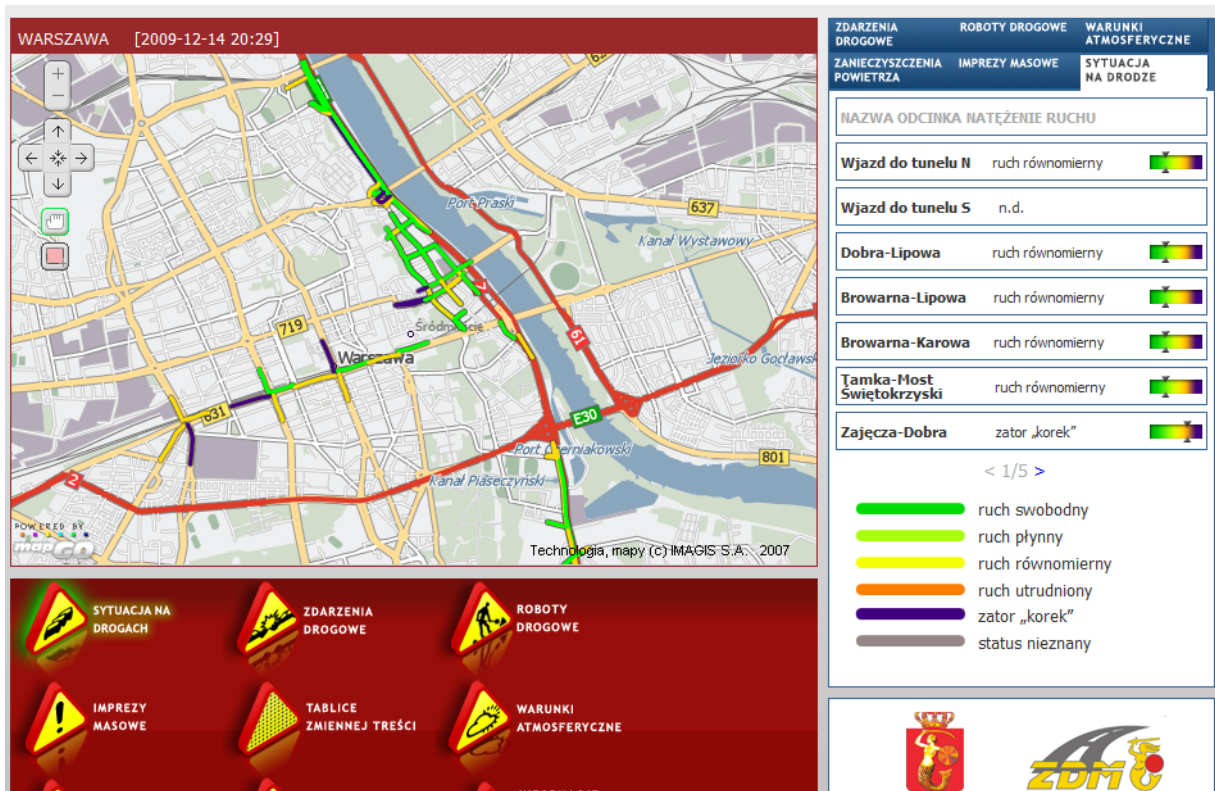 WARSZAWA [2009-12-14 20:29]
637
Port Praski
Kanał Wystawowy
7
719
Śródmieście
61
Warszawa
631
E30
Port Czerniakowski
801
2
Kanał Piaseczyński
POWERED BY
mapGO
Technologia, mapy (c) IMAGIS S.A. 2007
SYTUACJA NA
DROGACH
ZDARZENIA
DROGOWE
ROBOTY
DROGOWE
IMPREZY
MASOWE
TABLICE
ZMIENNEJ TREŚCI
WARUNKI
ATMOSFERYCZNE
ZDARZENIA
DROGOWE
ROBOTY DROGOWE
WARUNKI
ATMOSFERYCZNE
ZANIECZYSZCZENIA
POWIETRZA
IMPREZY MASOWE
SYTUACJA
NA DRODZE
NAZWA ODCINKA NATĘŻENIE RUCHU
Wjazd do tunelu N ruch równomierny
Wjazd do tunelu S n.d.
Dobra-Lipowa ruch równomierny
Browarna-Lipowa ruch równomierny
Browarna-Karowa ruch równomierny
Tamka-Most
Świętokrzyski ruch równomierny
Zajęcza-Dobra zator „korek”
< 1/5 >
ruch swobodny
ruch płynny
ruch równomierny
ruch utrudniony
zator „korek”
status nieznany
ZDM